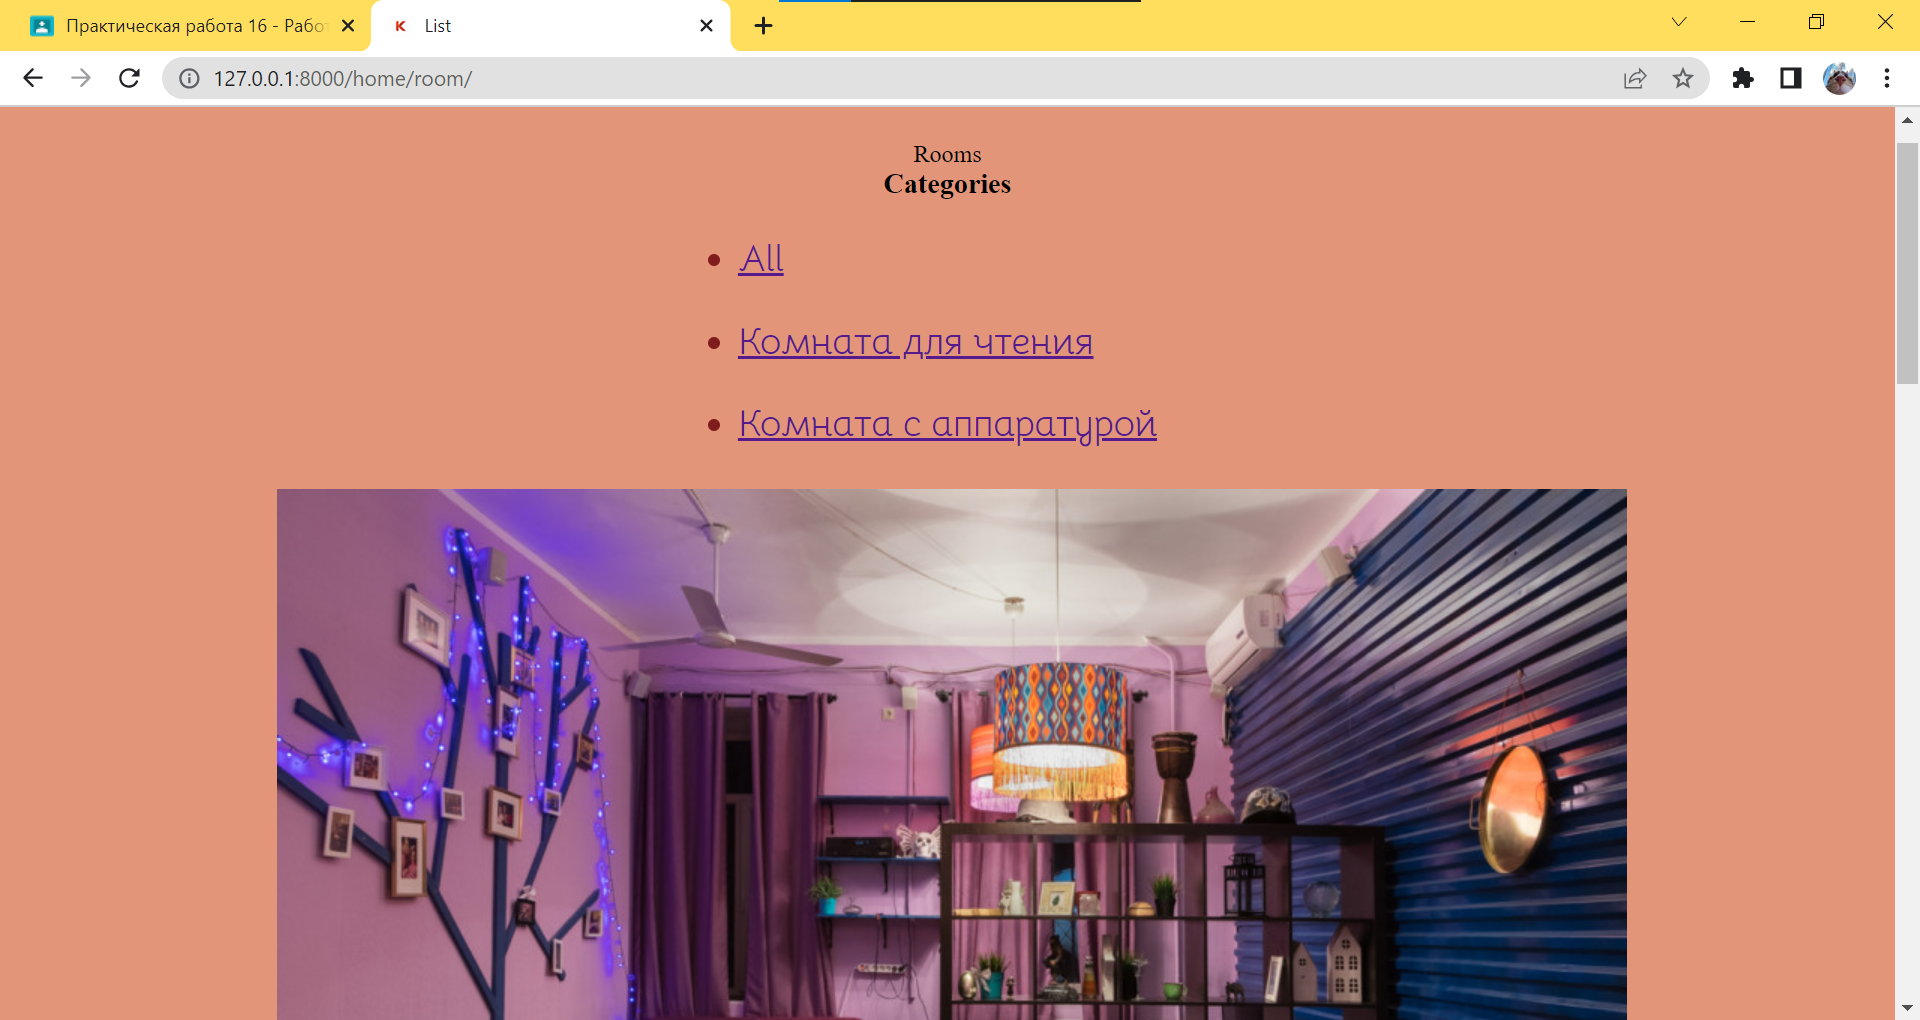 Практическая работа 16 - Рабо
List
127.0.0.1:8000/home/room/
Rooms
Categories
All
Комната для чтения
Комната с аппаратурой